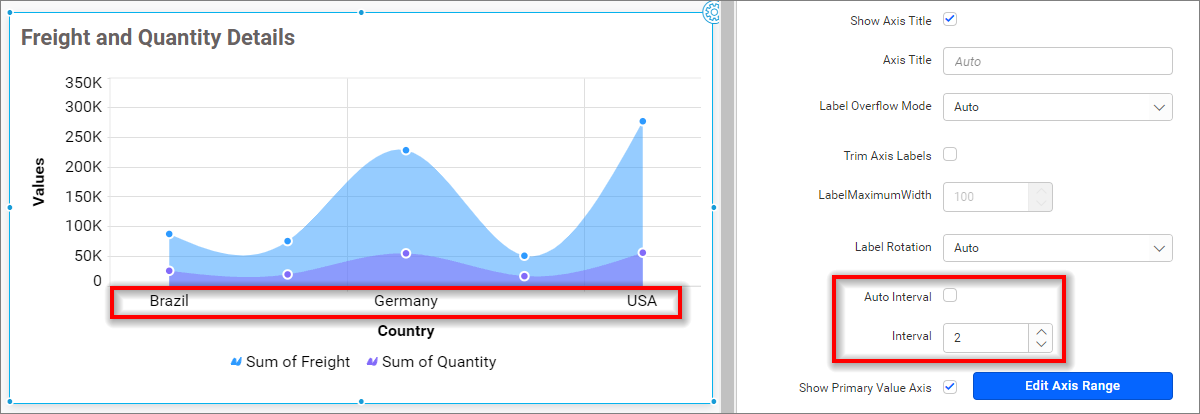 Freight and Quantity Details
350K
300K
250K
200K
150K
100K
50K
0
Values
Brazil Germany USA
Country
Sum of Freight Sum of Quantity
Show Axis Title
Axis Title Auto
Label Overflow Mode Auto
Trim Axis Labels
LabelMaximumWidth 100
Label Rotation Auto
Auto Interval
Interval 2
Show Primary Value Axis Edit Axis Range